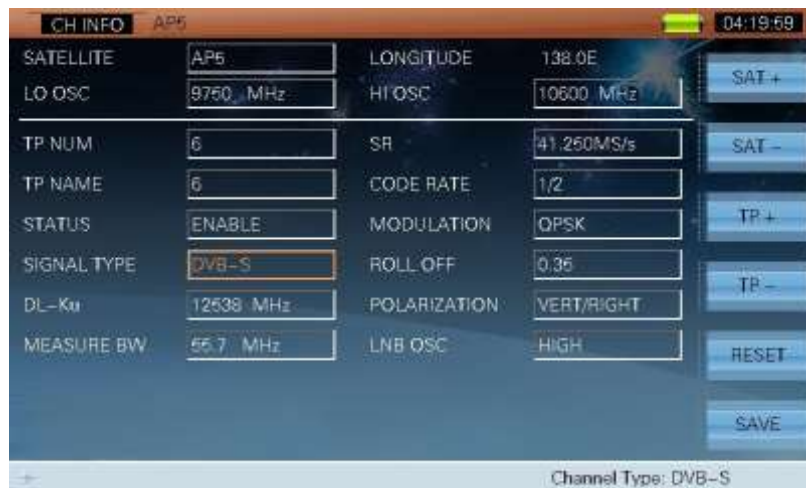 CH INFO AP5 04:19:59
SATELLITE AP5 LONGITUDE 138.0E
SAT +
LO OSC 9750 MHz HI OSC 10600 MHz
TP NUM 6 SR 41.250MS/s SAT -
TP NAME 6 CODE RATE 1/2
STATUS ENABLE MODULATION QPSK TP +
SIGNAL TYPE DVB-S ROLL OFF 0.35
TP -
DL-Ku 12538 MHz POLARIZATION VERT/RIGHT
MEASURE BW 55.7 MHz LNB OSC HIGH RESET
SAVE
Channel Type: DVB-S